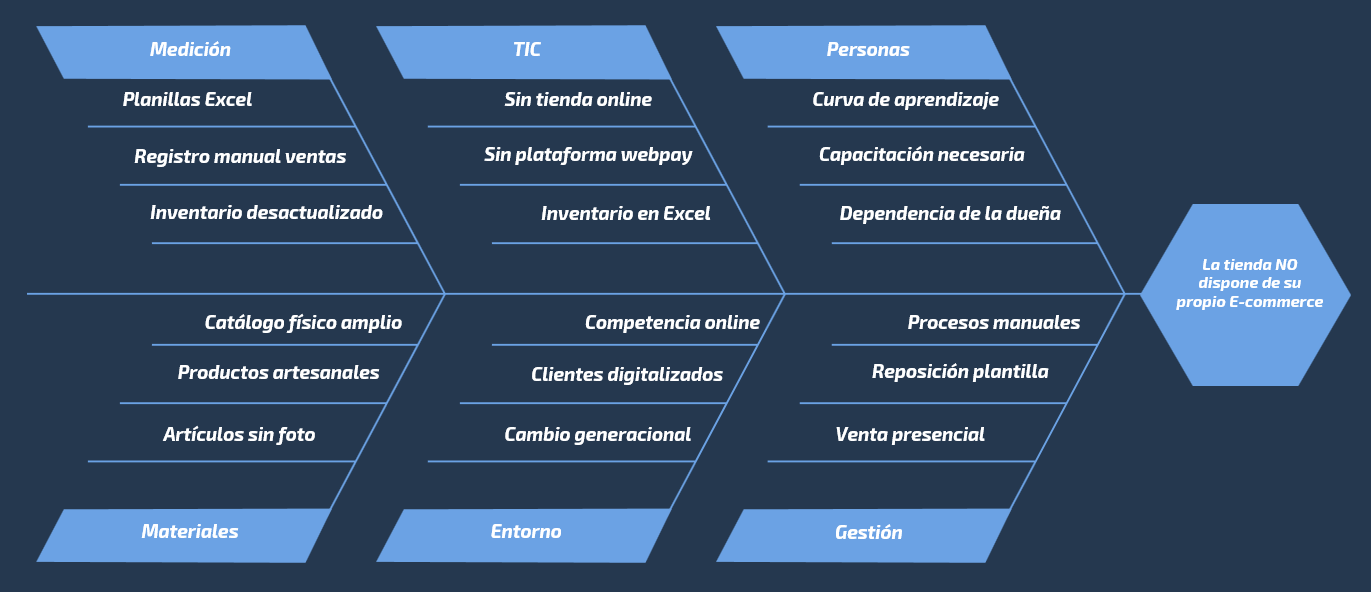 Medición
Planillas Excel
Registro manual ventas
Inventario desactualizado
TIC
Sin tienda online
Sin plataforma webpay
Inventario en Excel
Personas
Curva de aprendizaje
Capacitación necesaria
Dependencia de la dueña
La tienda NO
dispone de su
propio E-commerce
Catálogo físico amplio
Productos artesanales
Artículos sin foto
Materiales
Competencia online
Clientes digitalizados
Cambio generacional
Entorno
Procesos manuales
Reposición plantilla
Venta presencial
Gestión